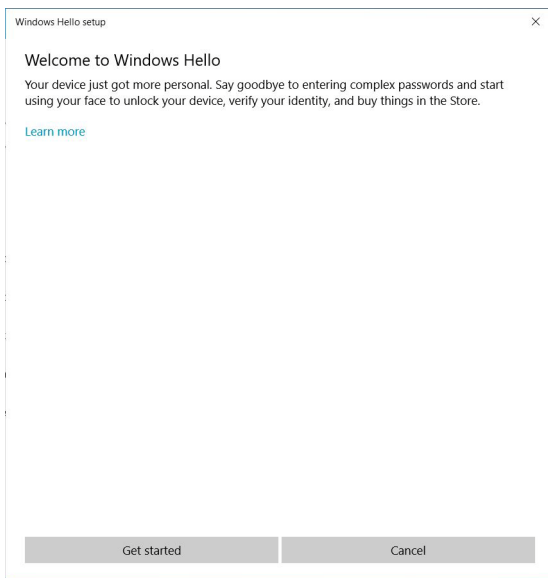 Windows Hello setup
Welcome to Windows Hello
Your device just got more personal. Say goodbye to entering complex passwords and start
using your face to unlock your device, verify your identity, and buy things in the Store.
Learn more
Get started
Cancel